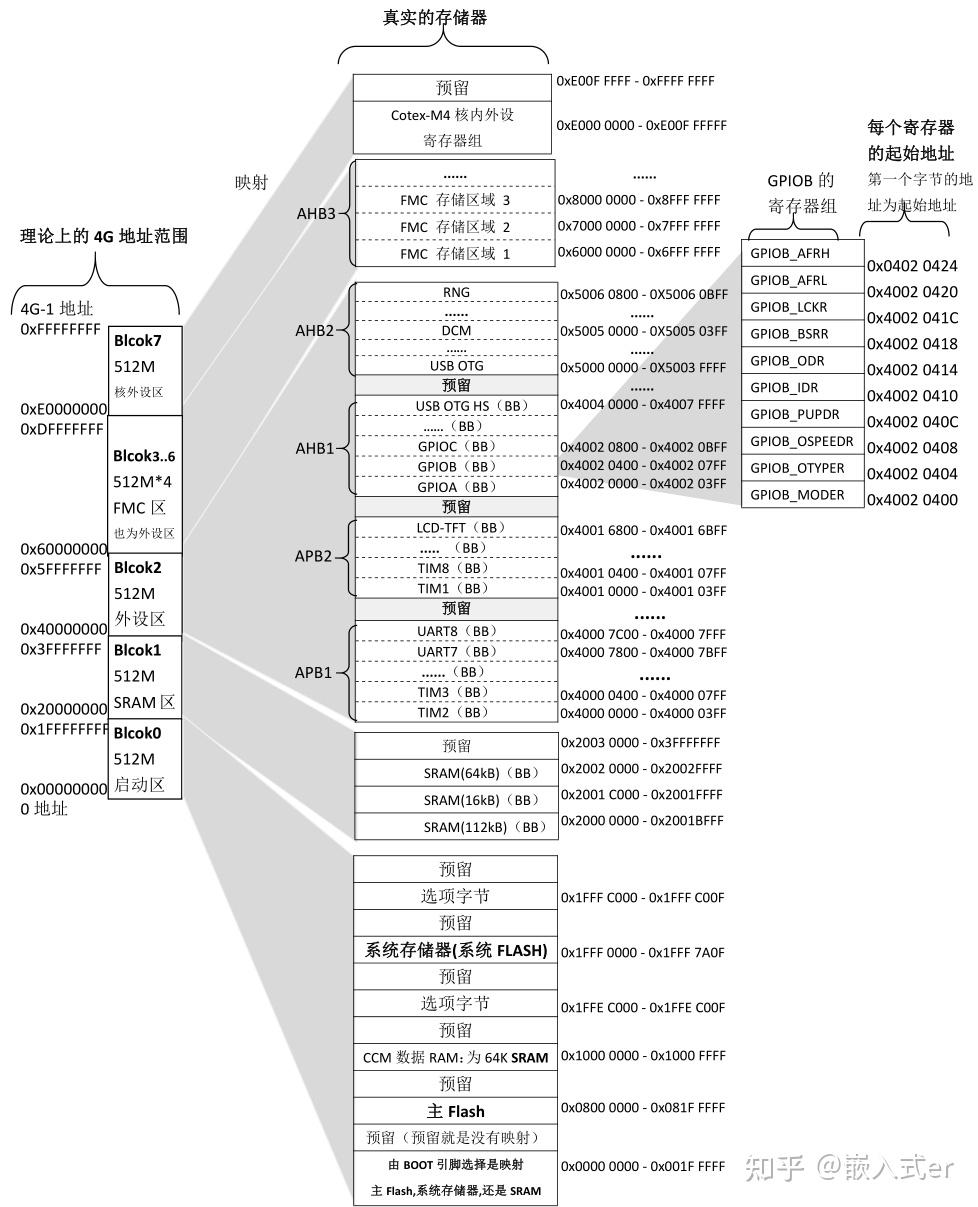 真实的存储器
预留
0xE00F FFFF - 0xFFFF FFFF
Cotex-M4 核内外设
寄存器组
0xE000 0000 - 0xE00F FFFFF
映射
AHB3
......
......
FMC 存储区域 3
0x8000 0000 - 0x8FFF FFFF
FMC 存储区域 2
0x7000 0000 - 0x7FFF FFFF
FMC 存储区域 1
0x6000 0000 - 0x6FFF FFFF
AHB2
RNG
0x5006 0800 - 0X5006 0BFF
......
......
DCM
0x5005 0000 - 0X5005 03FF
......
......
USB OTG
0x5000 0000 - 0X5003 FFFF
预留
......
AHB1
USB OTG HS（BB）
0x4004 0000 - 0x4007 FFFF
......（BB）
GPIOC（BB）
0x4002 0800 - 0x4002 0BFF
GPIOB（BB）
0x4002 0400 - 0x4002 07FF
GPIOA（BB）
0x4002 0000 - 0x4002 03FF
预留
APB2
LCD-TFT（BB）
0x4001 6800 - 0x4001 6BFF
.....（BB）
......
TIM8（BB）
0x4001 0400 - 0x4001 07FF
TIM1（BB）
0x4001 0000 - 0x4001 03FF
预留
......
APB1
UART8（BB）
0x4000 7C00 - 0x4000 7FFF
UART7（BB）
0x4000 7800 - 0x4000 7BFF
......（BB）
......
TIM3（BB）
0x4000 0400 - 0x4000 07FF
TIM2（BB）
0x4000 0000 - 0x4000 03FF
预留
0x2003 0000 - 0x3FFFFFFF
SRAM(64kB)（BB）
0x2002 0000 - 0x2002FFFF
SRAM(16kB)（BB）
0x2001 C000 - 0x2001FFFF
SRAM(112kB)（BB）
0x2000 0000 - 0x2001BFFF
预留
选项字节
0x1FFF C000 - 0x1FFF C00F
预留
系统存储器(系统 FLASH)
0x1FFF 0000 - 0x1FFF 7A0F
预留
选项字节
0x1FFE C000 - 0x1FFE C00F
预留
CCM 数据 RAM：为 64K SRAM
0x1000 0000 - 0x1000 FFFF
预留
主 Flash
0x0800 0000 - 0x081F FFFF
预留（预留就是没有映射）
由 BOOT 引脚选择是映射
主 Flash,系统存储器,还是 SRAM
0x0000 0000 - 0x001F FFFF
理论上的 4G 地址范围
4G-1 地址
0xFFFFFFFF
Blcok7
512M
核外设区
0xE0000000
0xDFFFFFFF
Blcok3..6
512M*4
FMC 区
也为外设区
0x60000000
0x5FFFFFFF
Blcok2
512M
外设区
0x40000000
0x3FFFFFFF
Blcok1
512M
SRAM 区
0x20000000
0x1FFFFFFFF
Blcok0
512M
启动区
0x00000000
0 地址
每个寄存器
的起始地址
第一个字节的地
址为起始地址
GPIOB 的
寄存器组
GPIOB_AFRH
0x0402 0424
GPIOB_AFRL
0x4002 0420
GPIOB_LCKR
0x4002 041C
GPIOB_BSRR
0x4002 0418
GPIOB_ODR
0x4002 0414
GPIOB_IDR
0x4002 0410
GPIOB_PUPDR
0x4002 040C
GPIOB_OSPEEDR
0x4002 0408
GPIOB_OTYPER
0x4002 0404
GPIOB_MODER
0x4002 0400
知乎 @嵌入式er